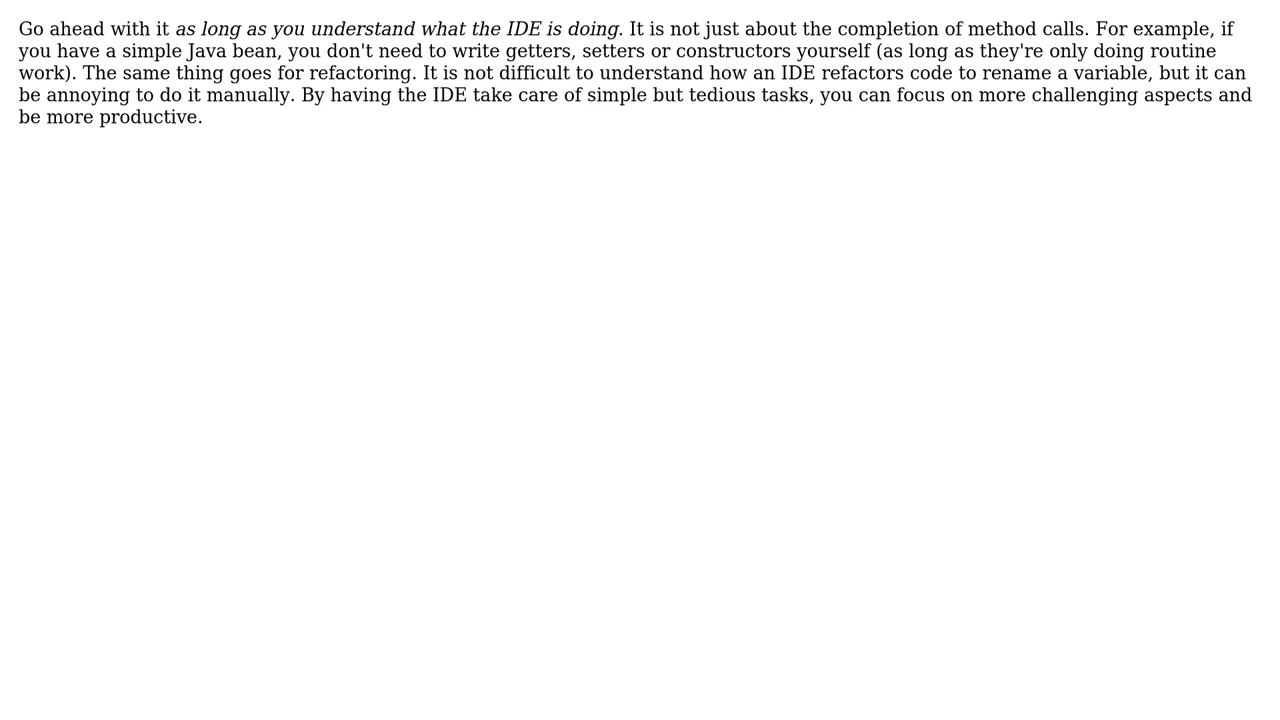 Go ahead with it as long as you understand what the IDE is doing. It is not just about the completion of method calls. For example, if
you have a simple Java bean, you don't need to write getters, setters or constructors yourself (as long as they're only doing routine
work). The same thing goes for refactoring. It is not difficult to understand how an IDE refactors code to rename a variable, but it can
be annoying to do it manually. By having the IDE take care of simple but tedious tasks, you can focus on more challenging aspects and
be more productive.